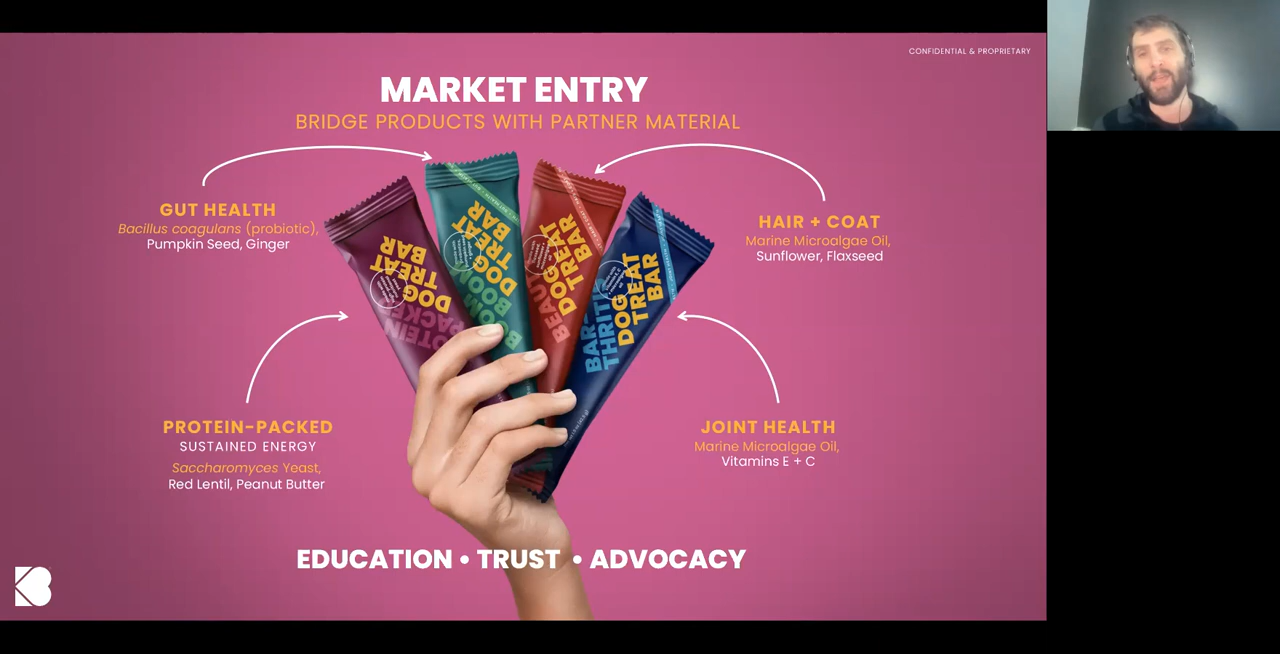 CONFIDENTIAL & PROPRIETARY
MARKET ENTRY
BRIDGE PRODUCTS WITH PARTNER MATERIAL
GUT HEALTH
Bacillus coagulans (probiotic),
Pumpkin Seed, Ginger
HAIR + COAT
Marine Microalgae Oil,
Sunflower, Flaxseed
DOG
TREAT
BAR
DOG
TREAT
BAR
BOOM
DOG
TREAT
BAR
DOG
TREAT
BAR
PROTEIN-PACKED
SUSTAINED ENERGY
Saccharomyces Yeast,
Red Lentil, Peanut Butter
JOINT HEALTH
Marine Microalgae Oil,
Vitamins E + C
EDUCATION • TRUST • ADVOCACY